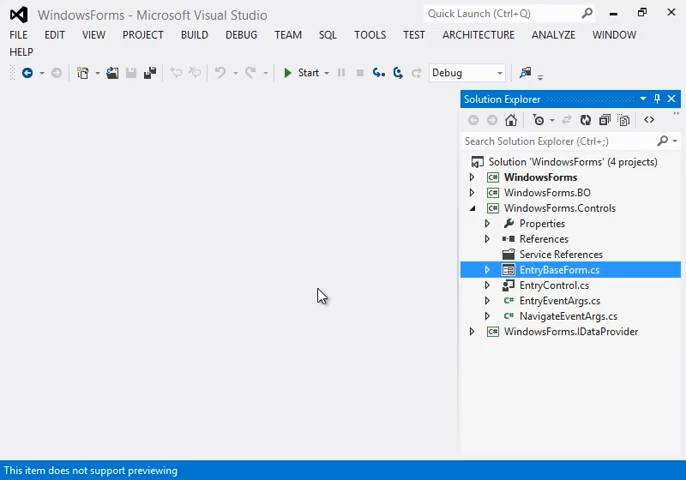 WindowsForms - Microsoft Visual Studio
Quick Launch (Ctrl+Q)
FILE EDIT VIEW PROJECT BUILD DEBUG TEAM SQL TOOLS TEST ARCHITECTURE ANALYZE WINDOW
HELP
Start Debug
Solution Explorer
Search Solution Explorer (Ctrl+;)
Solution 'WindowsForms' (4 projects)
C# WindowsForms
C# WindowsForms.BO
C# WindowsForms.Controls
Properties
References
Service References
EntryBaseForm.cs
EntryControl.cs
C# EntryEventArgs.cs
C# NavigateEventArgs.cs
C# WindowsForms.IDataProvider
This item does not support previewing